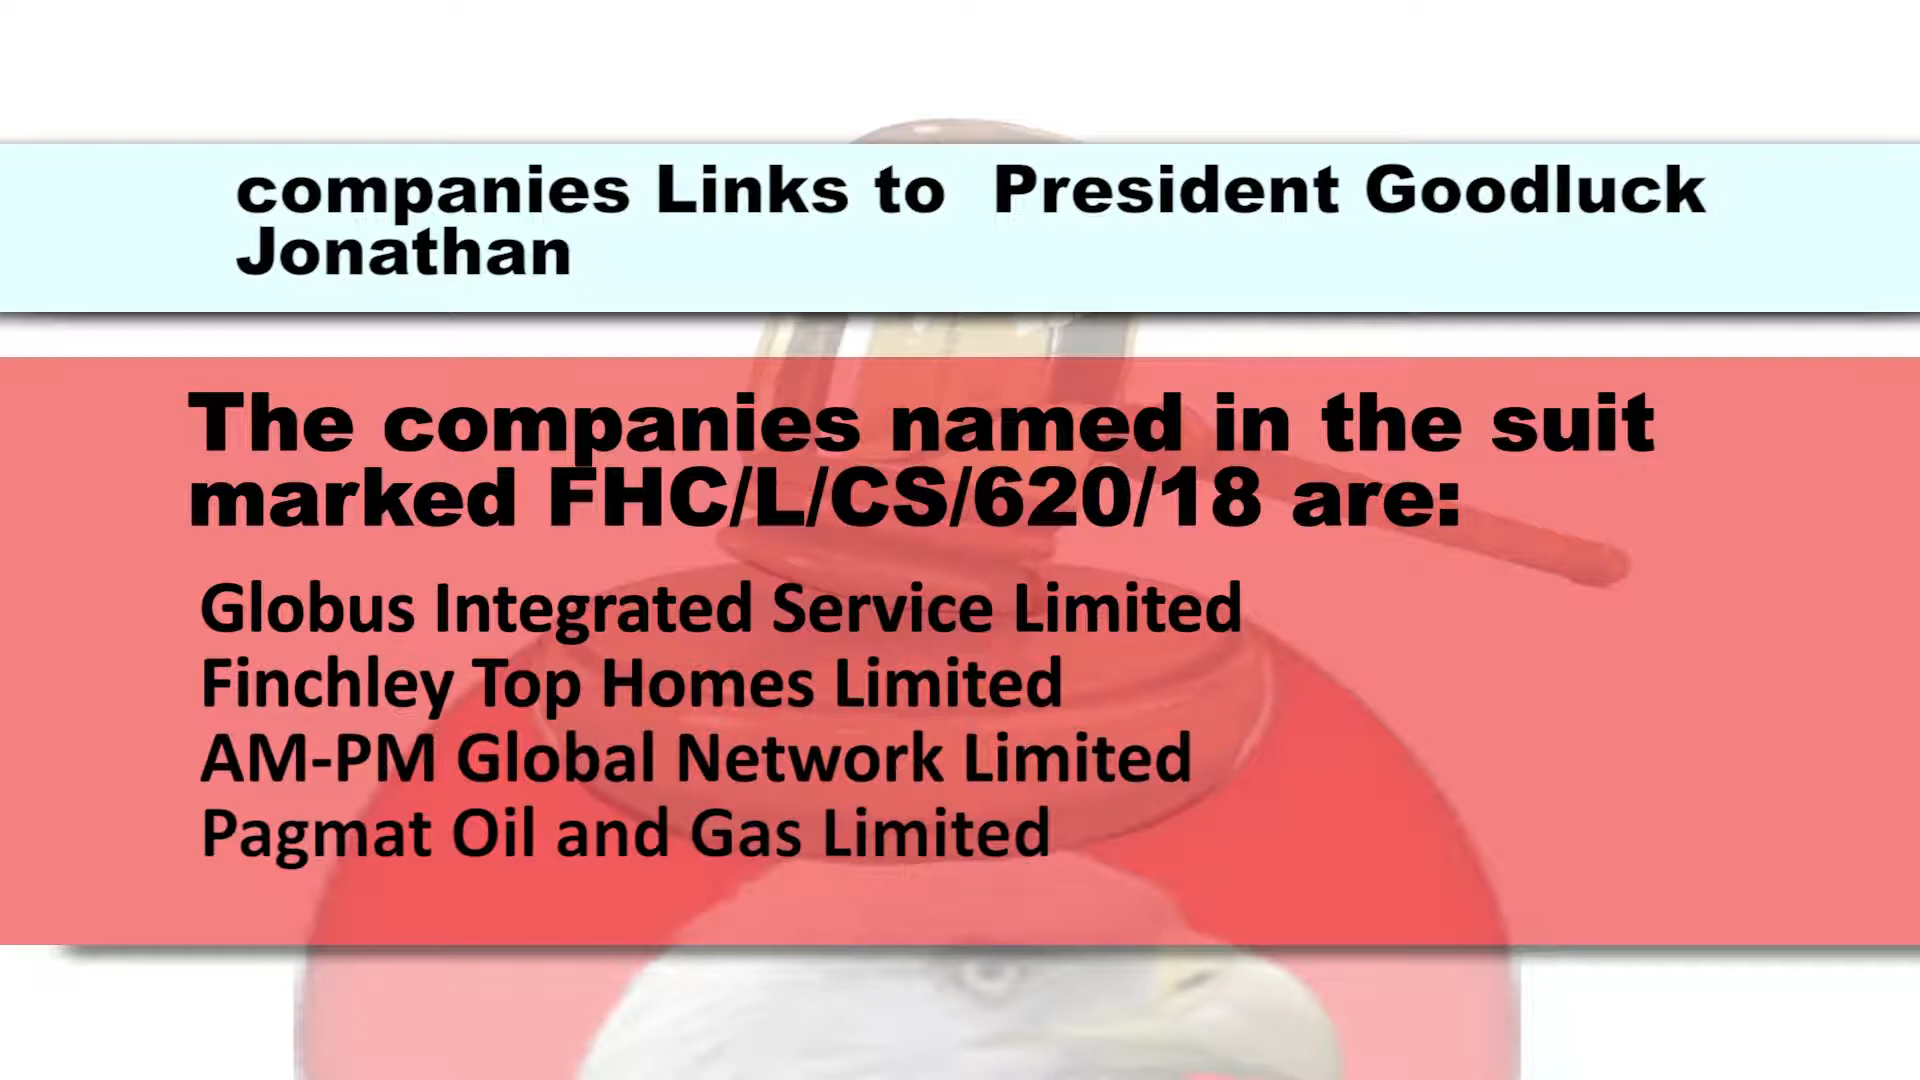 companies Links to  President Goodluck
Jonathan
The companies named in the suit
marked FHC/L/CS/620/18 are:
Globus Integrated Service Limited
Finchley Top Homes Limited
AM-PM Global Network Limited
Pagmat Oil and Gas Limited